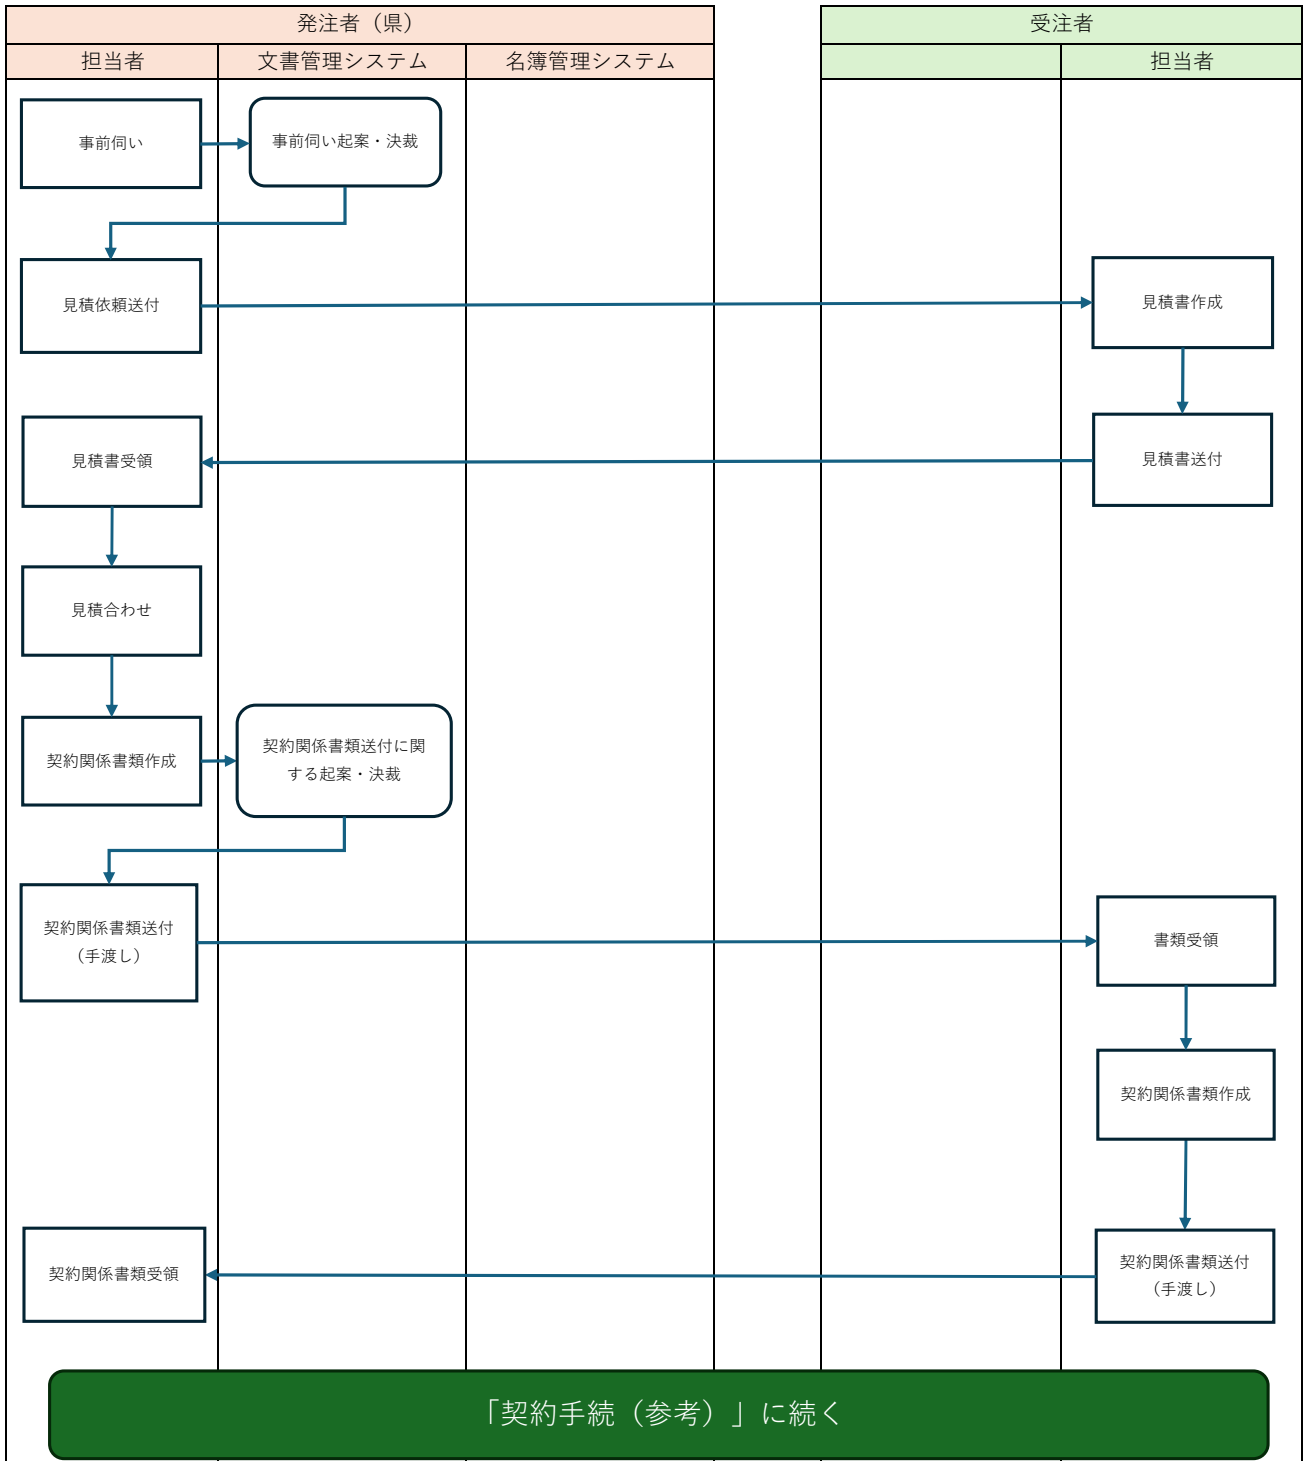 発注者（県）
受注者
担当者
文書管理システム
名簿管理システム
担当者
事前伺い
事前伺い起案・決裁
見積依頼送付
見積書作成
見積書受領
見積書送付
見積合わせ
契約関係書類作成
契約関係書類送付に関
する起案・決裁
契約関係書類送付
（手渡し）
書類受領
契約関係書類作成
契約関係書類受領
契約関係書類送付
（手渡し）
「契約手続（参考）」に続く